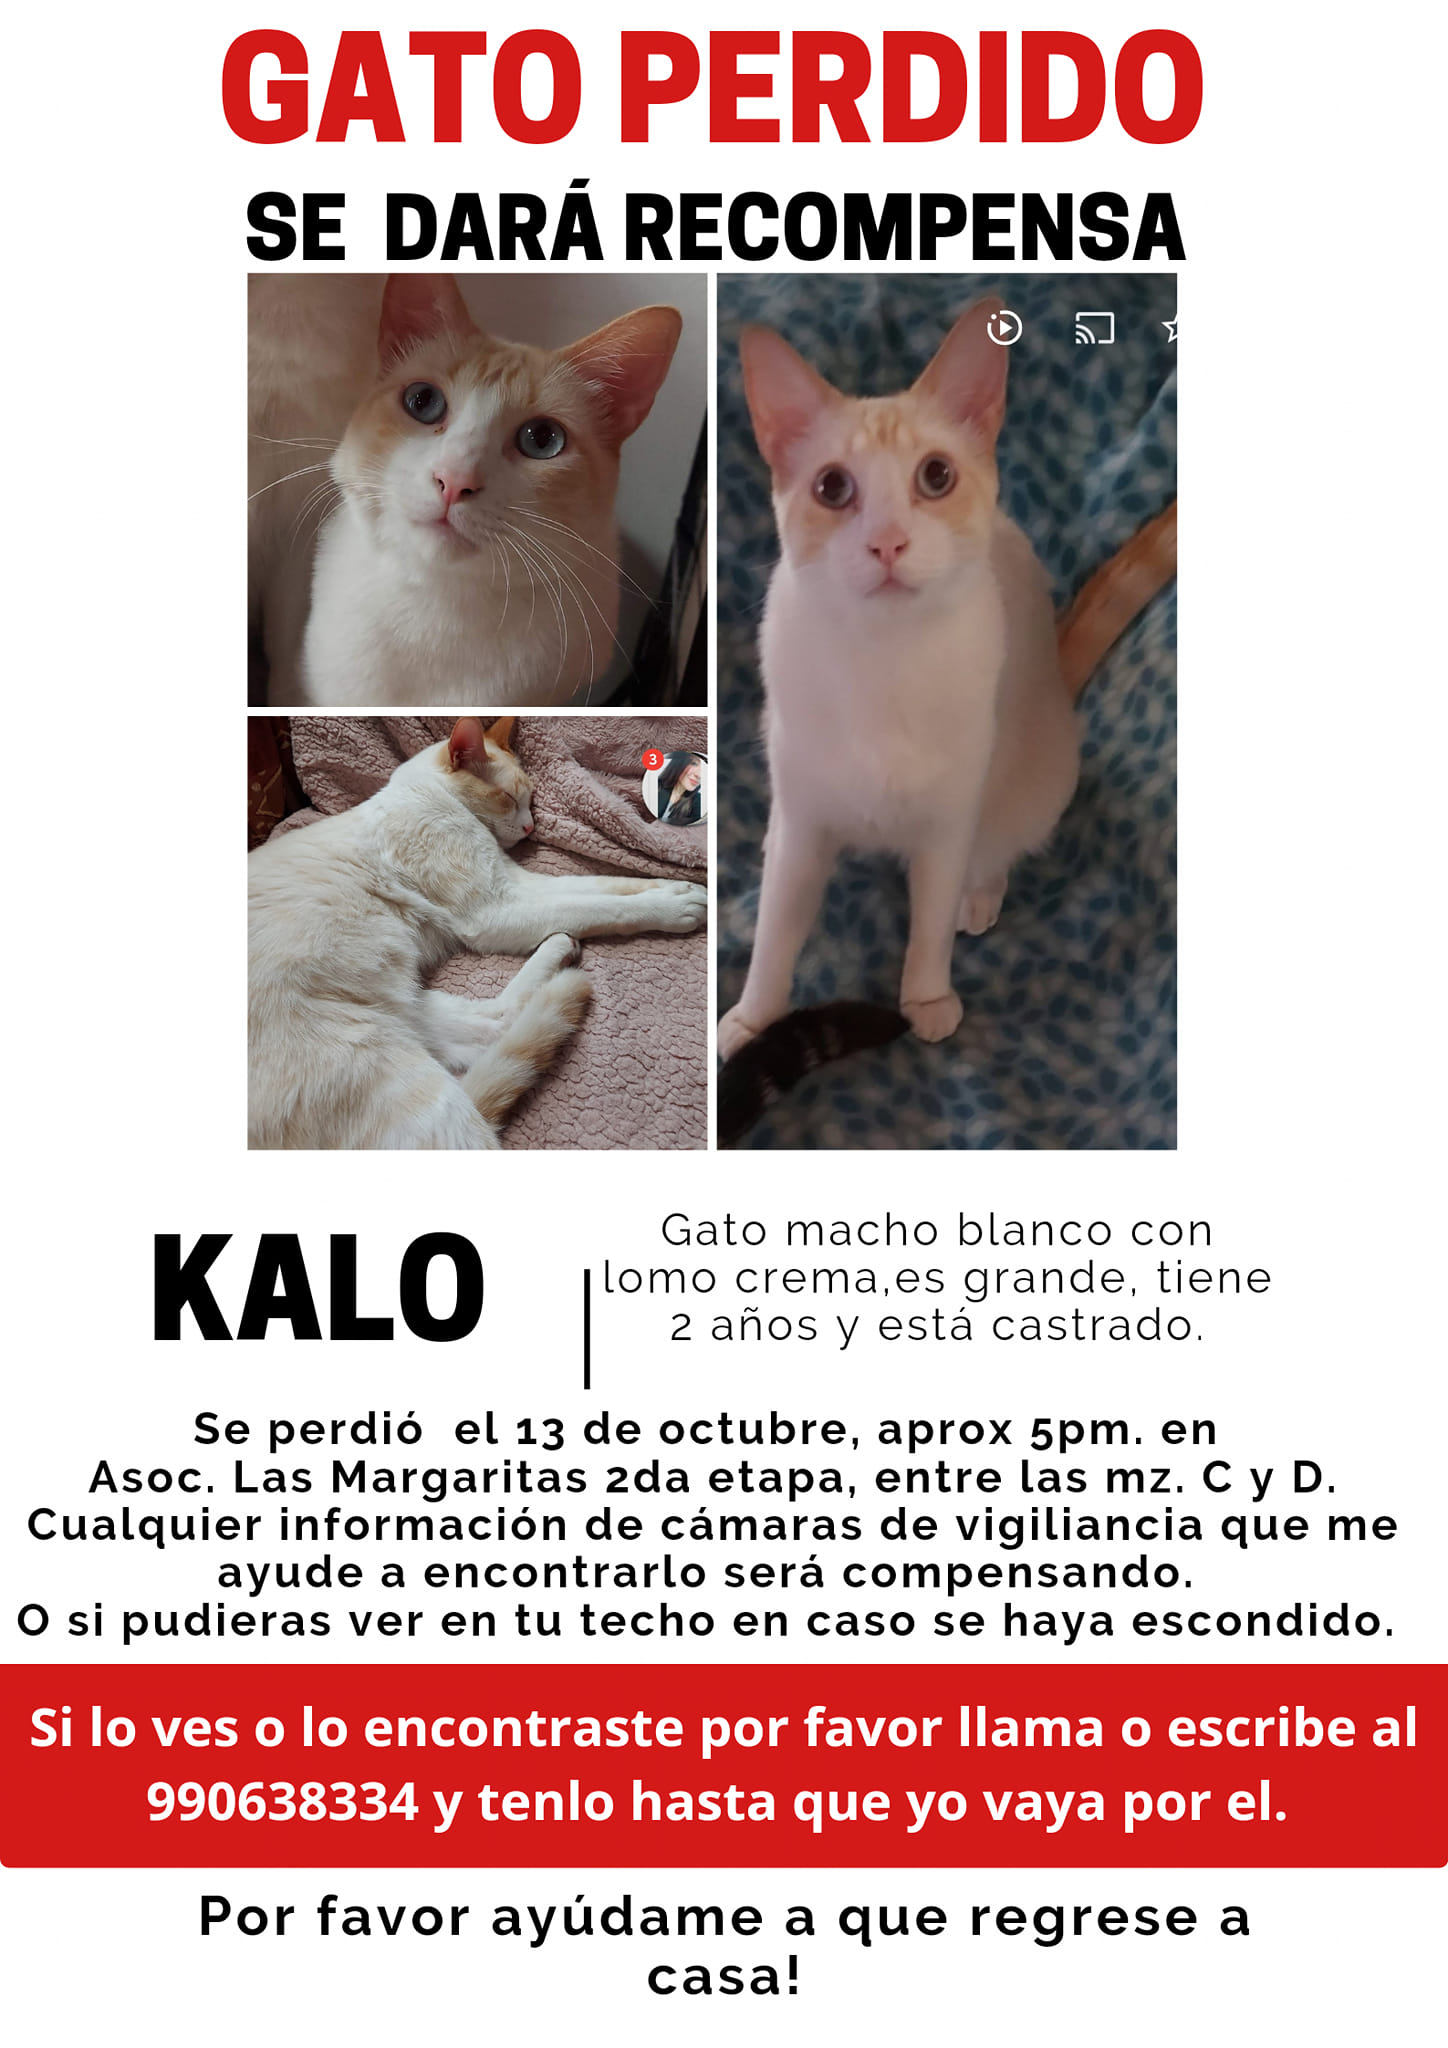 GATO PERDIDO
SE DARÁ RECOMPENSA
3
KALO
Gato macho blanco con
lomo crema,es grande, tiene
2 años y está castrado.
Se perdió el 13 de octubre, aprox 5pm. en
Asoc. Las Margaritas 2da etapa, entre las mz. C y D.
Cualquier información de cámaras de vigiliancia que me
ayude a encontrarlo será compensando.
O si pudieras ver en tu techo en caso se haya escondido.
Si lo ves o lo encontraste por favor llama o escribe al
990638334 y tenlo hasta que yo vaya por el.
Por favor ayúdame a que regrese a
casa!